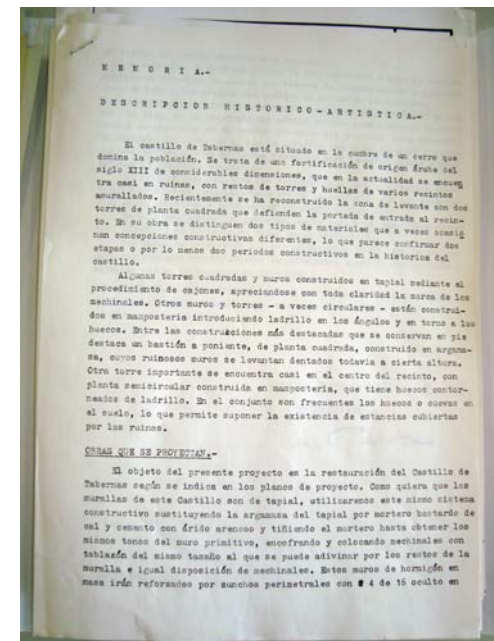 M E M O R I A.-
D E S C R I P C I O N  H I S T O R I C O - A R T I S T I C A.-
El castillo de Tabernas está situado en la cumbre de un cerro que
domina la población. Se trata de una fortificación de origen árabe del
siglo XIII de considerables dimensiones, que en la actualidad se encuen
tra casi en ruinas, con restos de torres y huellas de varios recintos
amurallados. Recientemente se ha reconstruido la zona de levante con dos
torres de planta cuadrada que defienden la portada de entrada al recin-
to. En su obra se distinguen dos tipos de materiales que a veces ocasio
nan concepciones constructivas diferentes, lo que parece confirmar dos
etapas o por lo menos dos periodos constructivos en la historica del
castillo.
Algunas torres cuadradas y muros construidos en tapial mediante el
procedimiento de cajones, apreciandose con toda claridad la marca de los
mechinales. Otros muros y torres - a veces circulares - están construi-
dos en mampostería introduciendo ladrillo en los ángulos y en torno a los
huecos. Entre las construcciones más destacadas que se conservan en pie
destaca un bastión a poniente, de planta cuadrada, construido en argama-
sa, cuyos ruinosos muros se levantan dentados todavia a cierta altura.
Otra torre importante se encuentra casi en el centro del recinto, con
planta semicircular construida en mampostería, que tiene huecos contor-
neados de ladrillo. En el conjunto son frecuentes los huecos o cuevas en
el suelo, lo que permite suponer la existencia de estancias cubiertas
por las ruinas.
OBRAS QUE SE PROYECTAN.-
El objeto del presente proyecto es la restauración del Castillo de
Tabernas según se indica en los planos de proyecto. Como quiera que las
murallas de este Castillo son de tapial, utilizaremos este mismo sistema
constructivo sustituyendo la argamasa del tapial por mortero bastardo de
cal y cemento con árido arenoso y tiñiendo el mortero hasta obtener los
mismos tonos del muro primitivo, encofrando y colocando mechinales con
tablazón del mismo tamaño al que se puede adivinar por los restos de la
muralla e igual disposición de mechinales. Estos muros de hormigón en
masa irán reforzados por sunchos perimetrales con 4 de 16 oculto en